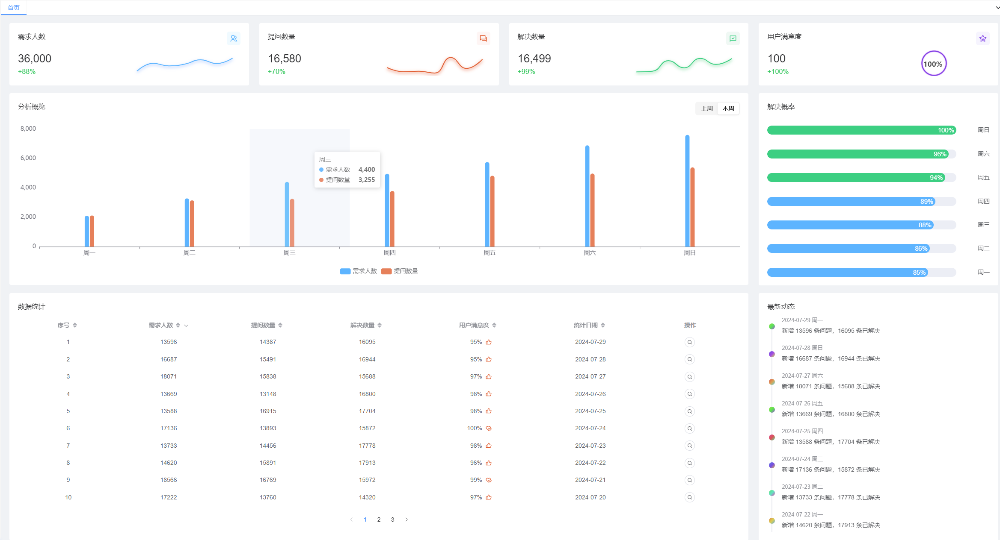 首页
需求人数
36,000
+88%
提问数量
16,580
+70%
解决数量
16,499
+99%
用户满意度
100
+100%
100%
分析概览
上周 本周
8,000
6,000
4,000
2,000
0
周三
需求人数 4,400
提问数量 3,255
周一 周二 周三 周四 周五 周六 周日
需求人数 提问数量
解决概率
100% 周日
96% 周六
94% 周五
89% 周四
88% 周三
86% 周二
85% 周一
数据统计
序号 需求人数 提问数量 解决数量 用户满意度 统计日期 操作
1 13596 14387 16095 95% 2024-07-29
2 16687 15491 16944 95% 2024-07-28
3 18071 15838 15688 97% 2024-07-27
4 13669 13148 16800 98% 2024-07-26
5 13588 16915 17704 98% 2024-07-25
6 17136 13893 15872 100% 2024-07-24
7 13733 14456 17778 98% 2024-07-23
8 14620 15891 17913 96% 2024-07-22
9 18566 16769 15972 99% 2024-07-21
10 17222 13760 14320 97% 2024-07-20
1 2 3
最新动态
2024-07-29 周一
新增 13596 条问题，16095 条已解决
2024-07-28 周日
新增 16687 条问题，16944 条已解决
2024-07-27 周六
新增 18071 条问题，15688 条已解决
2024-07-26 周五
新增 13669 条问题，16800 条已解决
2024-07-25 周四
新增 13588 条问题，17704 条已解决
2024-07-24 周三
新增 17136 条问题，15872 条已解决
2024-07-23 周二
新增 13733 条问题，17778 条已解决
2024-07-22 周一
新增 14620 条问题，17913 条已解决